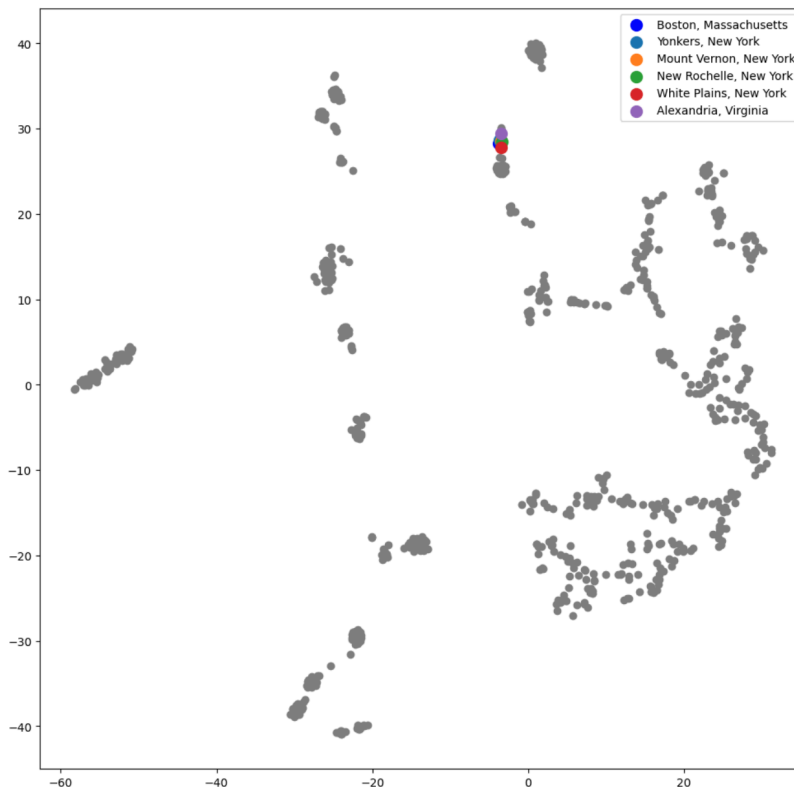 Boston, Massachusetts
Yonkers, New York
Mount Vernon, New York
New Rochelle, New York
White Plains, New York
Alexandria, Virginia
40
30
20
10
0
−10
−20
−30
−40
−60
−40
−20
0
20